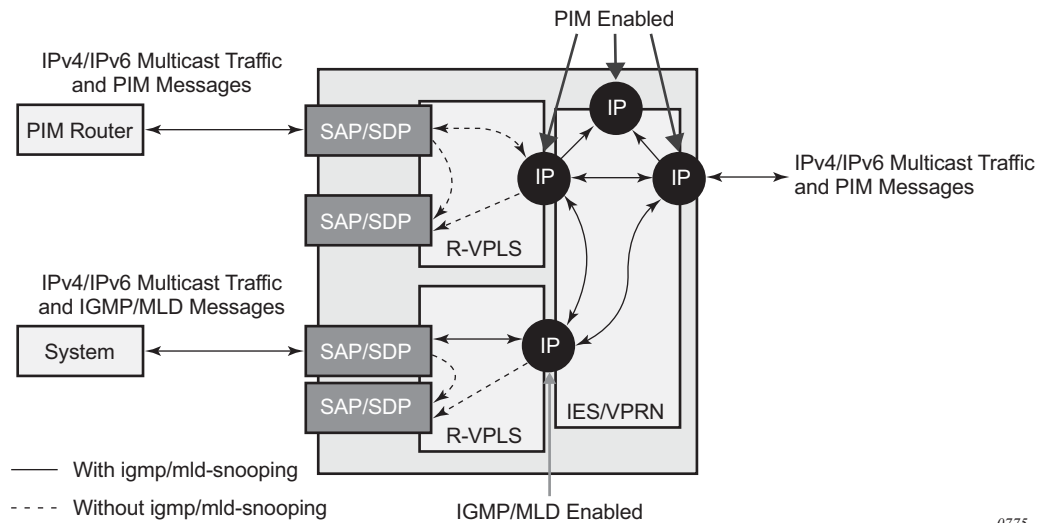 PIM Enabled
IPv4/IPv6 Multicast Traffic
and PIM Messages
IP
PIM Router
SAP/SDP
IP
IP
IPv4/IPv6 Multicast Traffic
and PIM Messages
SAP/SDP
R-VPLS
IPv4/IPv6 Multicast Traffic
and IGMP/MLD Messages
System
SAP/SDP
IP
SAP/SDP
IES/VPRN
R-VPLS
With igmp/mld-snooping
Without igmp/mld-snooping
IGMP/MLD Enabled
0775